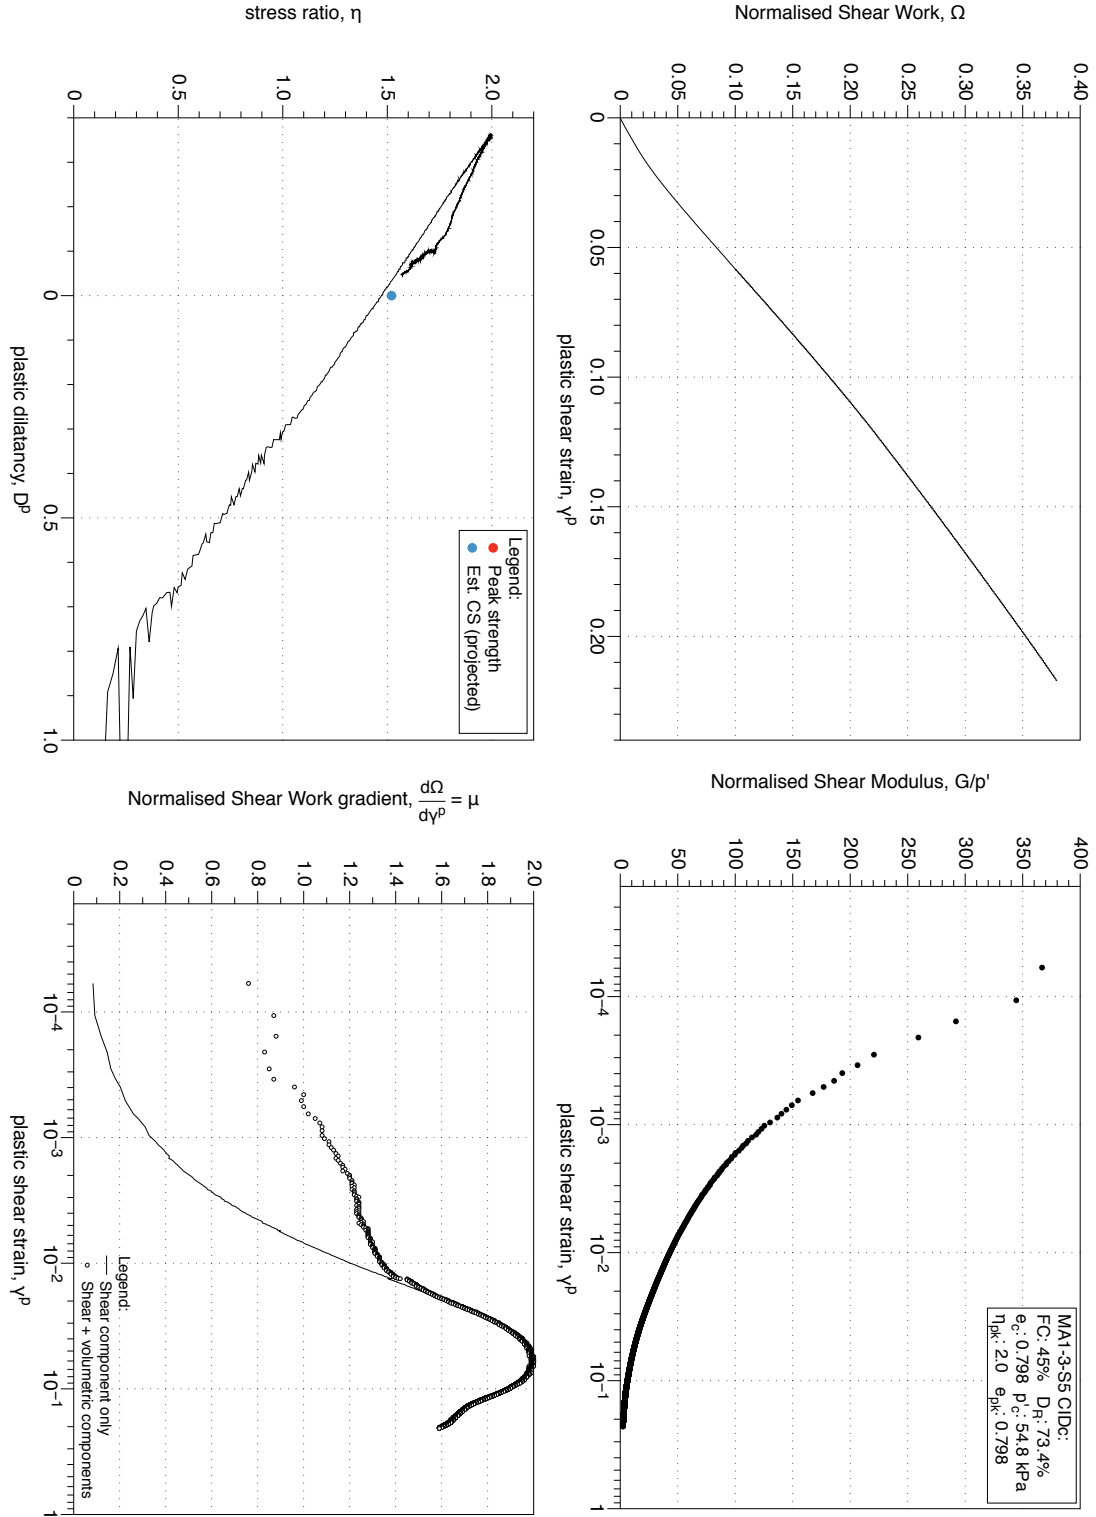 Normalised Shear Work, Ω
0.40
0.35
0.30
0.25
0.20
0.15
0.10
0.05
0
0
0.05
0.10
0.15
0.20
plastic shear strain, γᵖ
Normalised Shear Modulus, G/p'
400
350
300
250
200
150
100
50
0
10⁻⁴
10⁻³
10⁻²
10⁻¹
1
plastic shear strain, γᵖ
MA1-3-S5 CIDc:
FC: 45% D_R: 73.4%
e_c: 0.798 p'_c: 54.8 kPa
η_pk: 2.0 e_pk: 0.798
stress ratio, η
2.0
1.5
1.0
0.5
0
0
0.5
1.0
plastic dilatancy, Dᵖ
Legend:
Peak strength
Est. CS (projected)
Normalised Shear Work gradient, dΩ/dγᵖ = μ
2.0
1.8
1.6
1.4
1.2
1.0
0.8
0.6
0.4
0.2
0
10⁻⁴
10⁻³
10⁻²
10⁻¹
1
plastic shear strain, γᵖ
Legend:
Shear component only
Shear + volumetric components